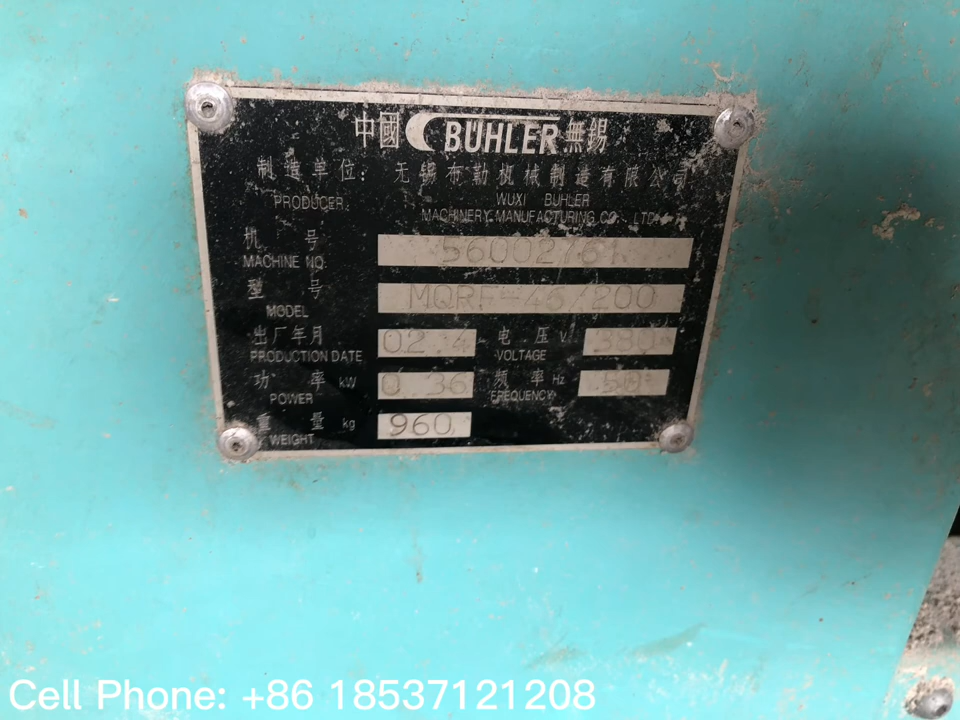 中國 BUHLER 無錫
制造单位: 无锡布勒机械制造有限公司
PRODUCER WUXI BUHLER
MACHINERY MANUFACTURING CO., LTD.
机 号 56002761
MACHINE NO.
型 号 MQRF-46/200
MODEL
出厂年月 02.4 电 压 V 380
PRODUCTION DATE VOLTAGE
功 率 kW 0.36 频 率 Hz 50
POWER FREQUENCY
重 量 kg 960
WEIGHT
Cell Phone: +86 18537121208